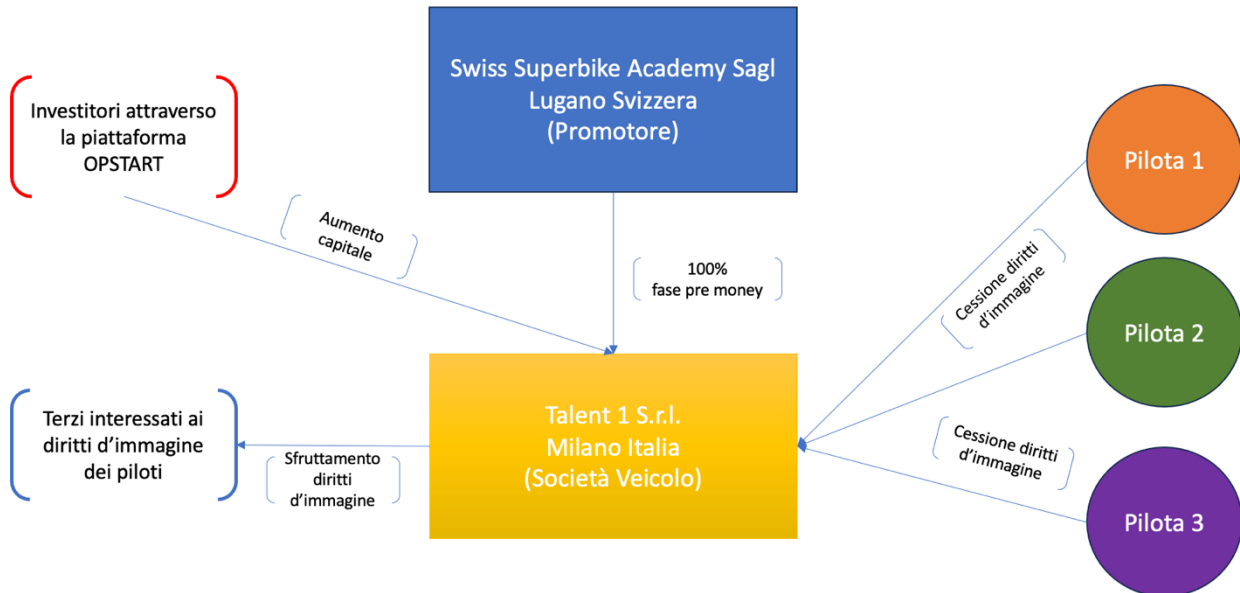 Swiss Superbike Academy Sagl
Lugano Svizzera
(Promotore)
Investitori attraverso
la piattaforma
OPSTART
Pilota 1
Aumento
capitale
100%
fase pre money
Cessione diritti
d'immagine
Pilota 2
Talent 1 S.r.l.
Milano Italia
(Società Veicolo)
Terzi interessati ai
diritti d'immagine
dei piloti
Sfruttamento
diritti
d'immagine
Cessione diritti
d'immagine
Pilota 3